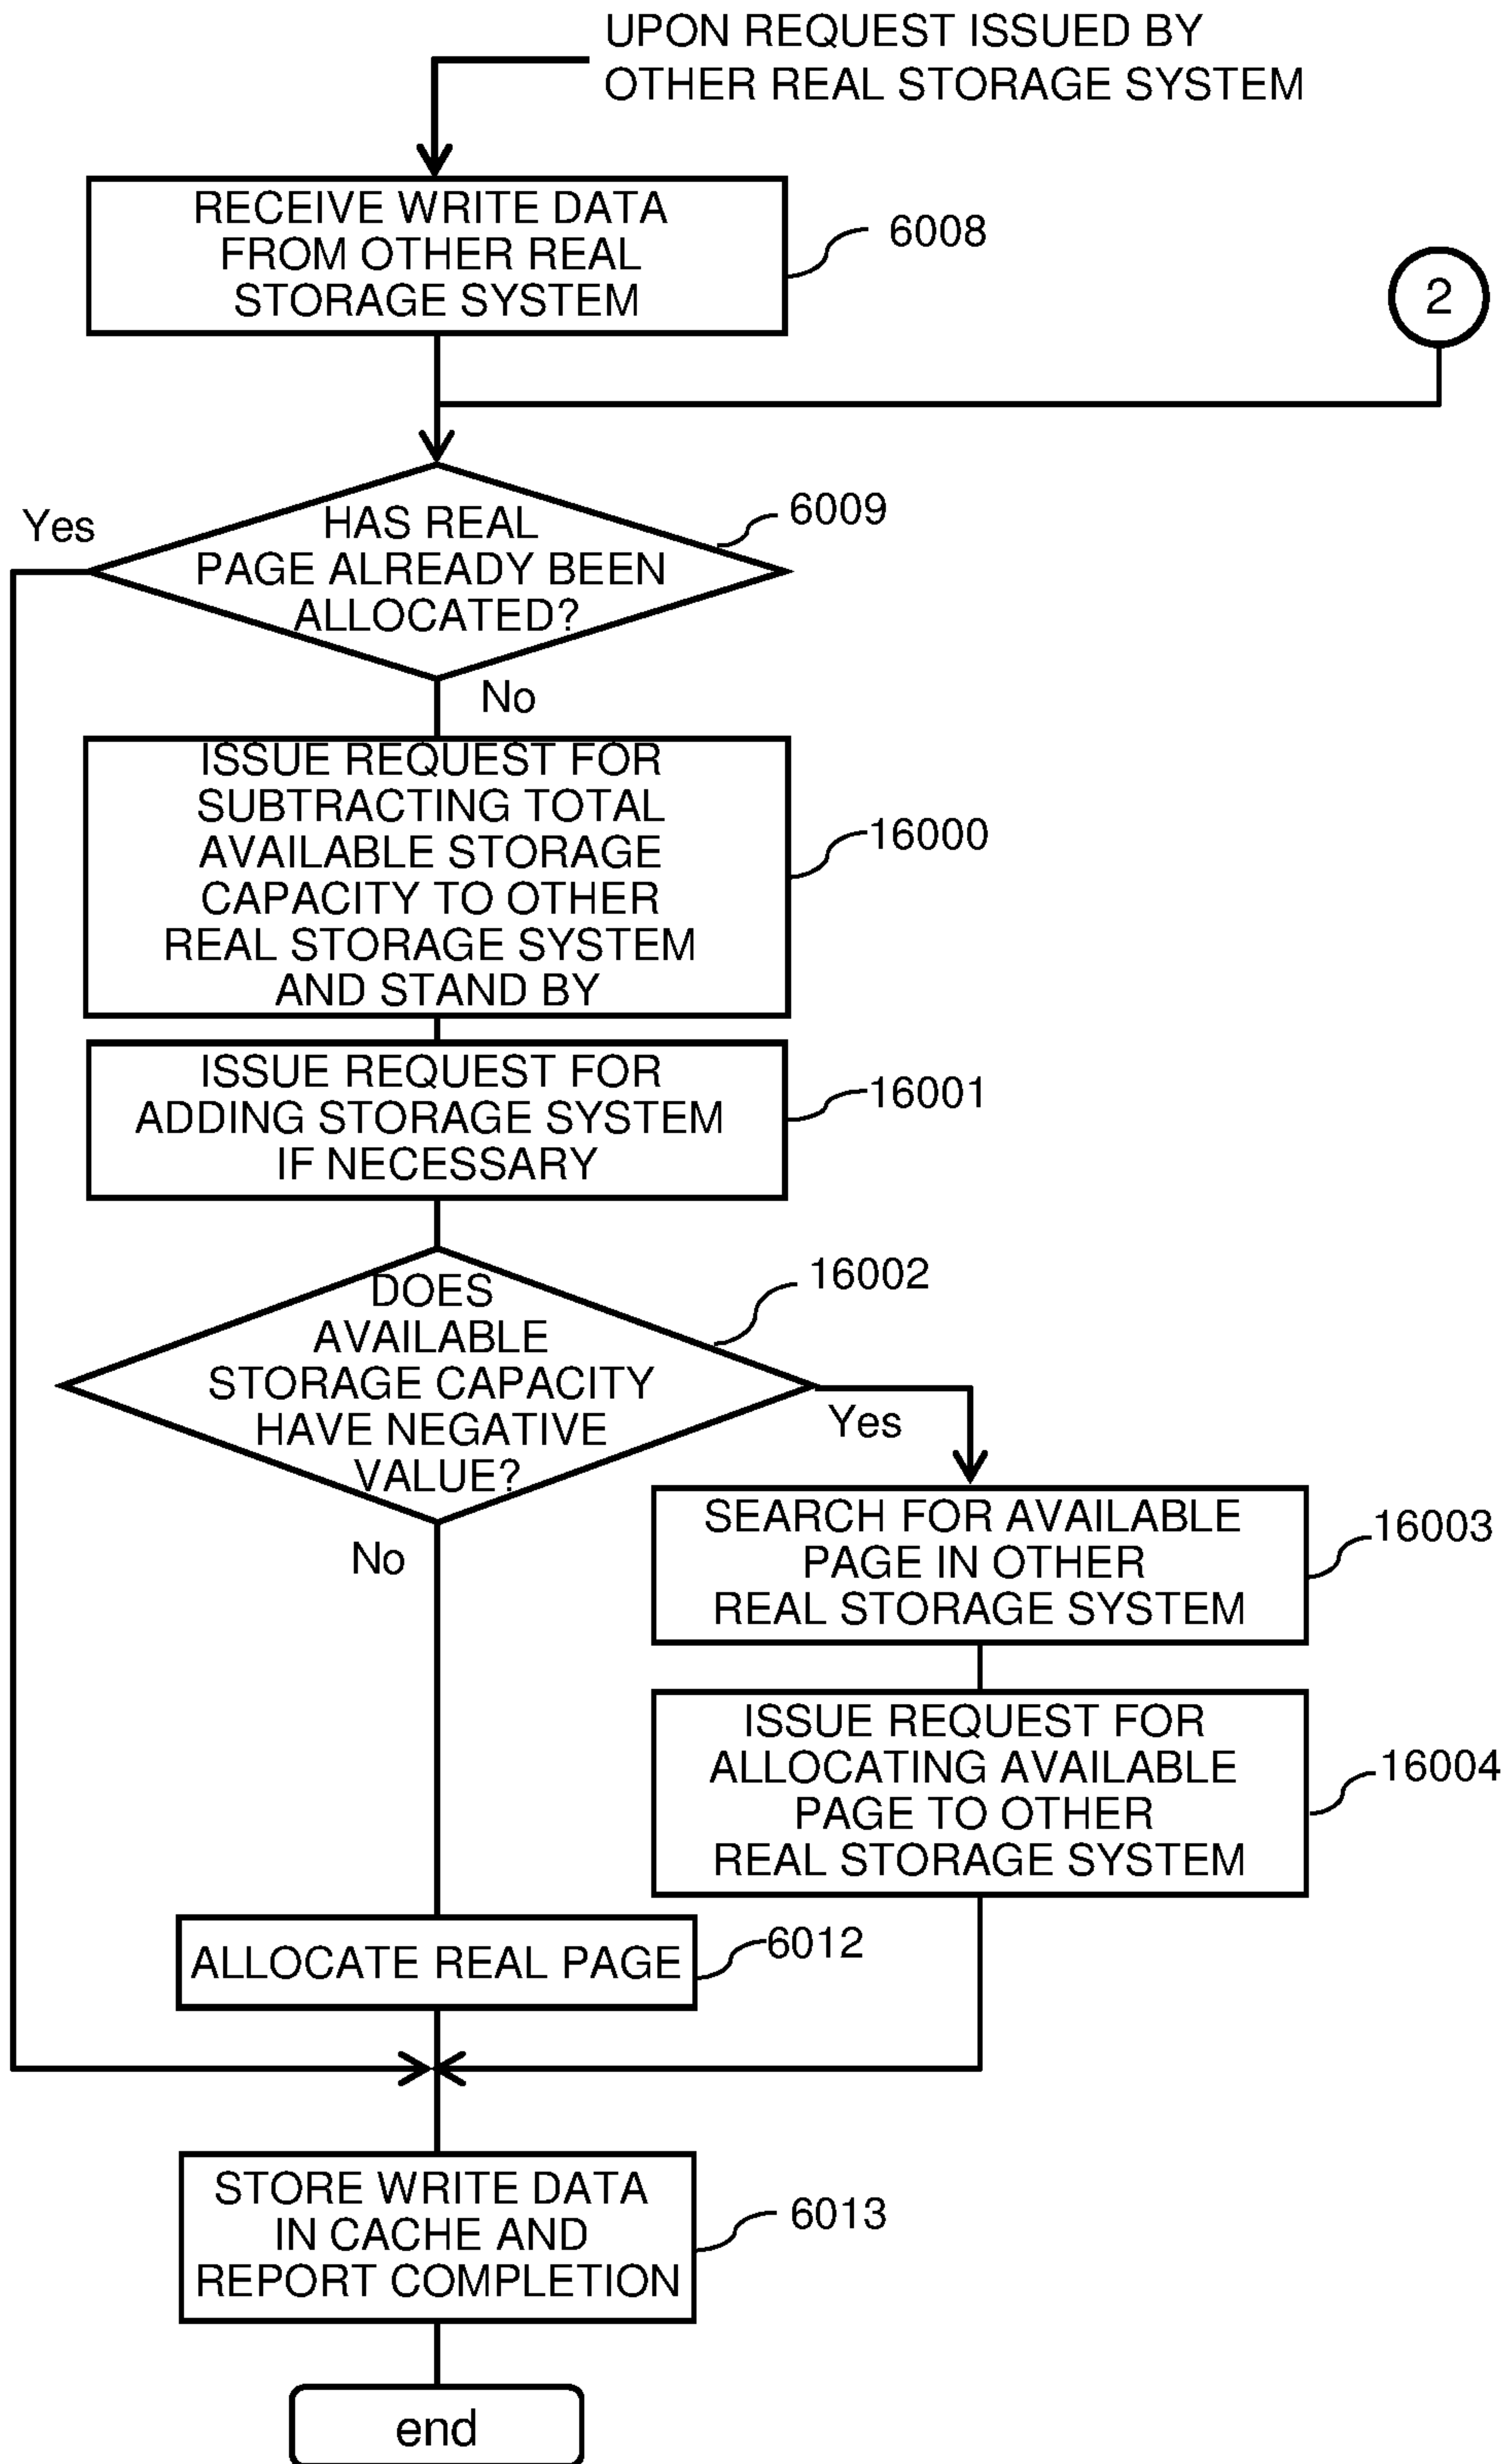 UPON REQUEST ISSUED BY
OTHER REAL STORAGE SYSTEM
RECEIVE WRITE DATA
FROM OTHER REAL
STORAGE SYSTEM
6008
2
Yes
HAS REAL
PAGE ALREADY BEEN
ALLOCATED?
6009
No
ISSUE REQUEST FOR
SUBTRACTING TOTAL
AVAILABLE STORAGE
CAPACITY TO OTHER
REAL STORAGE SYSTEM
AND STAND BY
16000
ISSUE REQUEST FOR
ADDING STORAGE SYSTEM
IF NECESSARY
16001
DOES
AVAILABLE
STORAGE CAPACITY
HAVE NEGATIVE
VALUE?
16002
Yes
No
SEARCH FOR AVAILABLE
PAGE IN OTHER
REAL STORAGE SYSTEM
16003
ISSUE REQUEST FOR
ALLOCATING AVAILABLE
PAGE TO OTHER
REAL STORAGE SYSTEM
16004
ALLOCATE REAL PAGE
6012
STORE WRITE DATA
IN CACHE AND
REPORT COMPLETION
6013
end